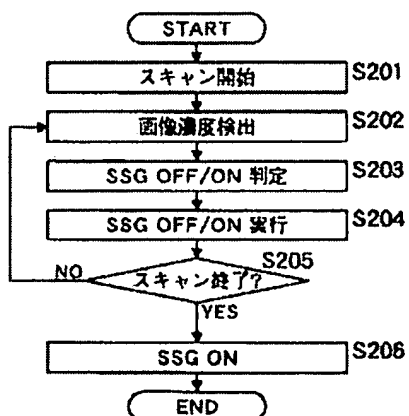 START
スキャン開始 S201
画像濃度検出 S202
SSG OFF/ON 判定 S203
SSG OFF/ON 実行 S204
スキャン終了? S205
NO
YES
SSG ON S206
END